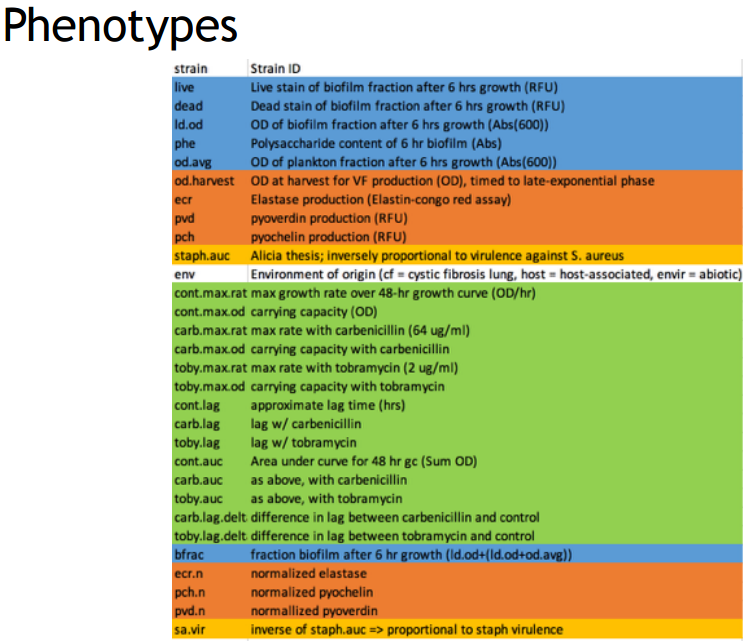 Phenotypes
strain Strain ID
live Live stain of biofilm fraction after 6 hrs growth (RFU)
dead Dead stain of biofilm fraction after 6 hrs growth (RFU)
ld.od OD of biofilm fraction after 6 hrs growth (Abs(600))
phe Polysaccharide content of 6 hr biofilm (Abs)
od.avg OD of plankton fraction after 6 hrs growth (Abs(600))
od.harvest OD at harvest for VF production (OD), timed to late-exponential phase
ecr Elastase production (Elastin-congo red assay)
pvd pyoverdin production (RFU)
pch pyochelin production (RFU)
staph.auc Alicia thesis; inversely proportional to virulence against S. aureus
env Environment of origin (cf = cystic fibrosis lung, host = host-associated, envir = abiotic)
cont.max.rat max growth rate over 48-hr growth curve (OD/hr)
cont.max.od carrying capacity (OD)
carb.max.rat max rate with carbenicillin (64 ug/ml)
carb.max.od carrying capacity with carbenicillin
toby.max.rat max rate with tobramycin (2 ug/ml)
toby.max.od carrying capacity with tobramycin
cont.lag approximate lag time (hrs)
carb.lag lag w/ carbenicillin
toby.lag lag w/ tobramycin
cont.auc Area under curve for 48 hr gc (Sum OD)
carb.auc as above, with carbenicillin
toby.auc as above, with tobramycin
carb.lag.delt difference in lag between carbenicillin and control
toby.lag.delt difference in lag between tobramycin and control
bfrac fraction biofilm after 6 hr growth (ld.od+(ld.od+od.avg))
ecr.n normalized elastase
pch.n normalized pyochelin
pvd.n normallized pyoverdin
sa.vir inverse of staph.auc => proportional to staph virulence